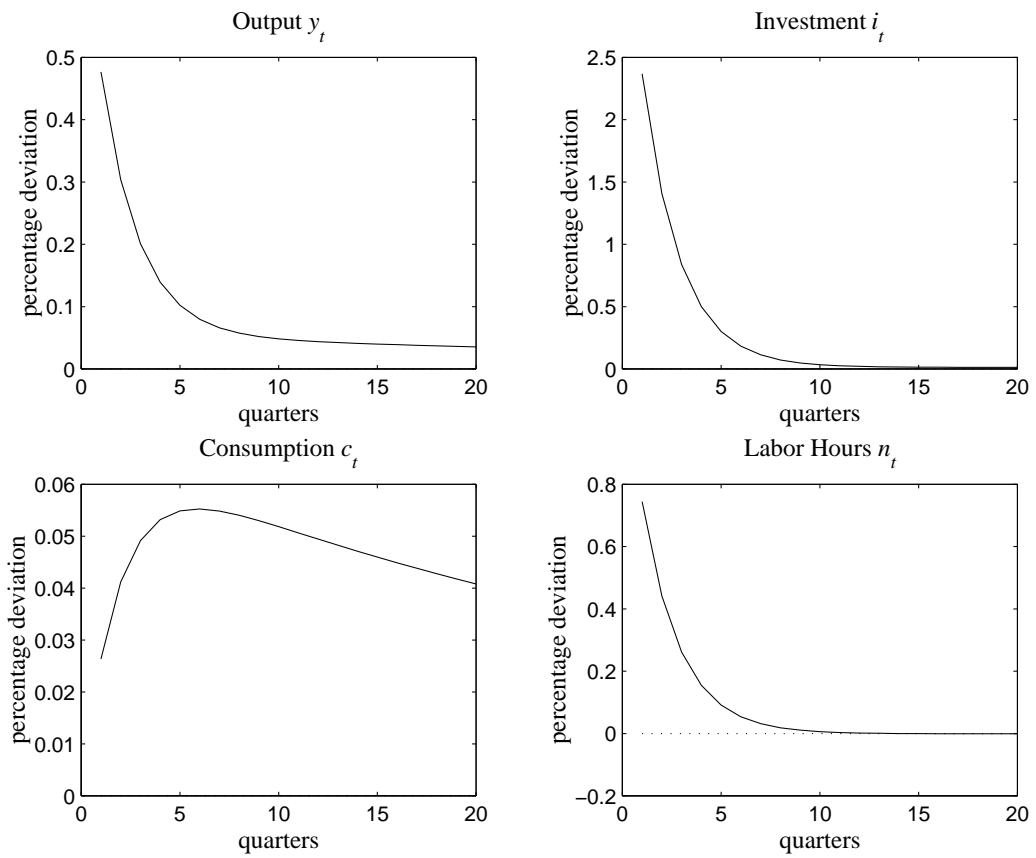 Output y_t
percentage deviation
0.5
0.4
0.3
0.2
0.1
0
0 5 10 15 20
quarters
Investment i_t
percentage deviation
2.5
2
1.5
1
0.5
0
0 5 10 15 20
quarters
Consumption c_t
percentage deviation
0.06
0.05
0.04
0.03
0.02
0.01
0
0 5 10 15 20
quarters
Labor Hours n_t
percentage deviation
0.8
0.6
0.4
0.2
0
−0.2
0 5 10 15 20
quarters